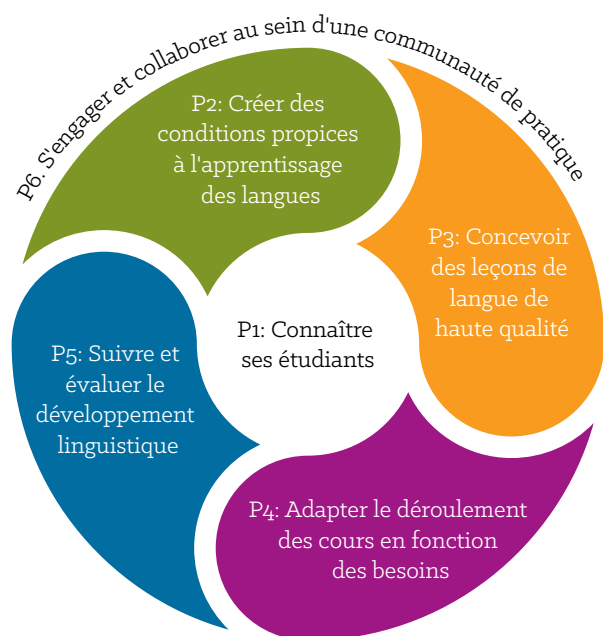 P6. S'engager et collaborer au sein d'une communauté de pratique
P2: Créer des
conditions propices
à l'apprentissage
des langues
P3: Concevoir
des leçons de
langue de
haute qualité
P1: Connaître
ses étudiants
P5: Suivre et
évaluer le
développement
linguistique
P4: Adapter le déroulement
des cours en fonction
des besoins